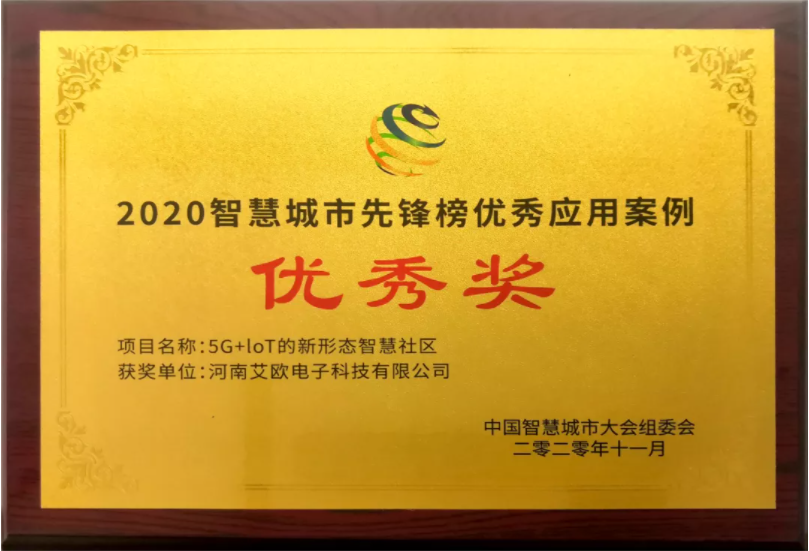 2020智慧城市先锋榜优秀应用案例
优秀奖
项目名称:5G+loT的新形态智慧社区
获奖单位:河南艾欧电子科技有限公司
中国智慧城市大会组委会
二零二零年十一月